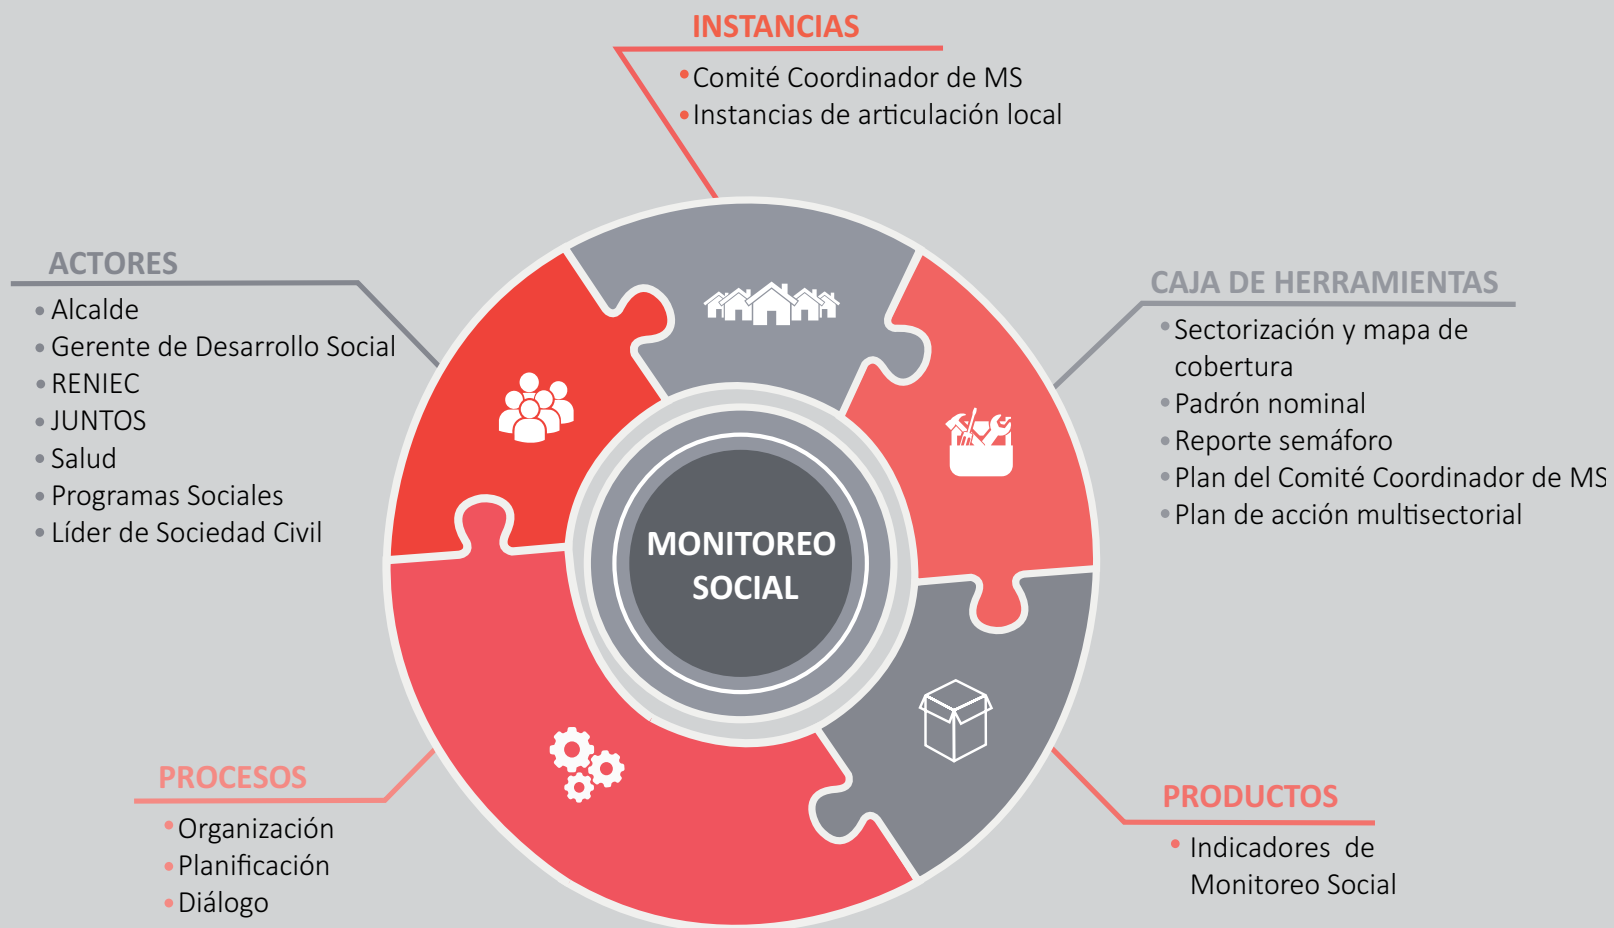 INSTANCIAS
• Comité Coordinador de MS
• Instancias de articulación local
ACTORES
• Alcalde
• Gerente de Desarrollo Social
• RENIEC
• JUNTOS
• Salud
• Programas Sociales
• Líder de Sociedad Civil
CAJA DE HERRAMIENTAS
• Sectorización y mapa de
cobertura
• Padrón nominal
• Reporte semáforo
• Plan del Comité Coordinador de MS
• Plan de acción multisectorial
MONITOREO
SOCIAL
PROCESOS
• Organización
• Planificación
• Diálogo
PRODUCTOS
• Indicadores de
Monitoreo Social